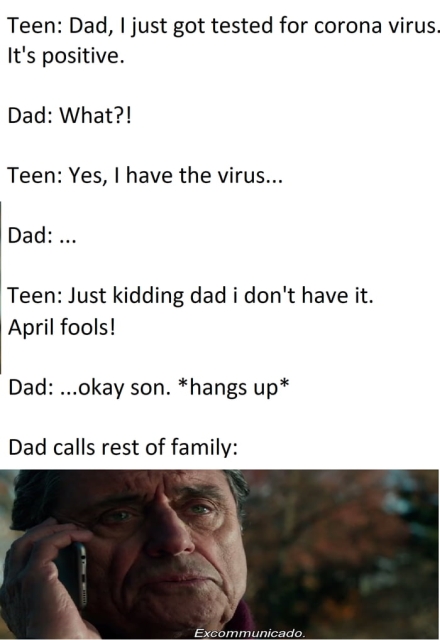 Teen: Dad, I just got tested for corona virus.
It's positive.
Dad: What?!
Teen: Yes, I have the virus...
Dad: ...
Teen: Just kidding dad i don't have it.
April fools!
Dad: ...okay son. *hangs up*
Dad calls rest of family:
Excommunicado.